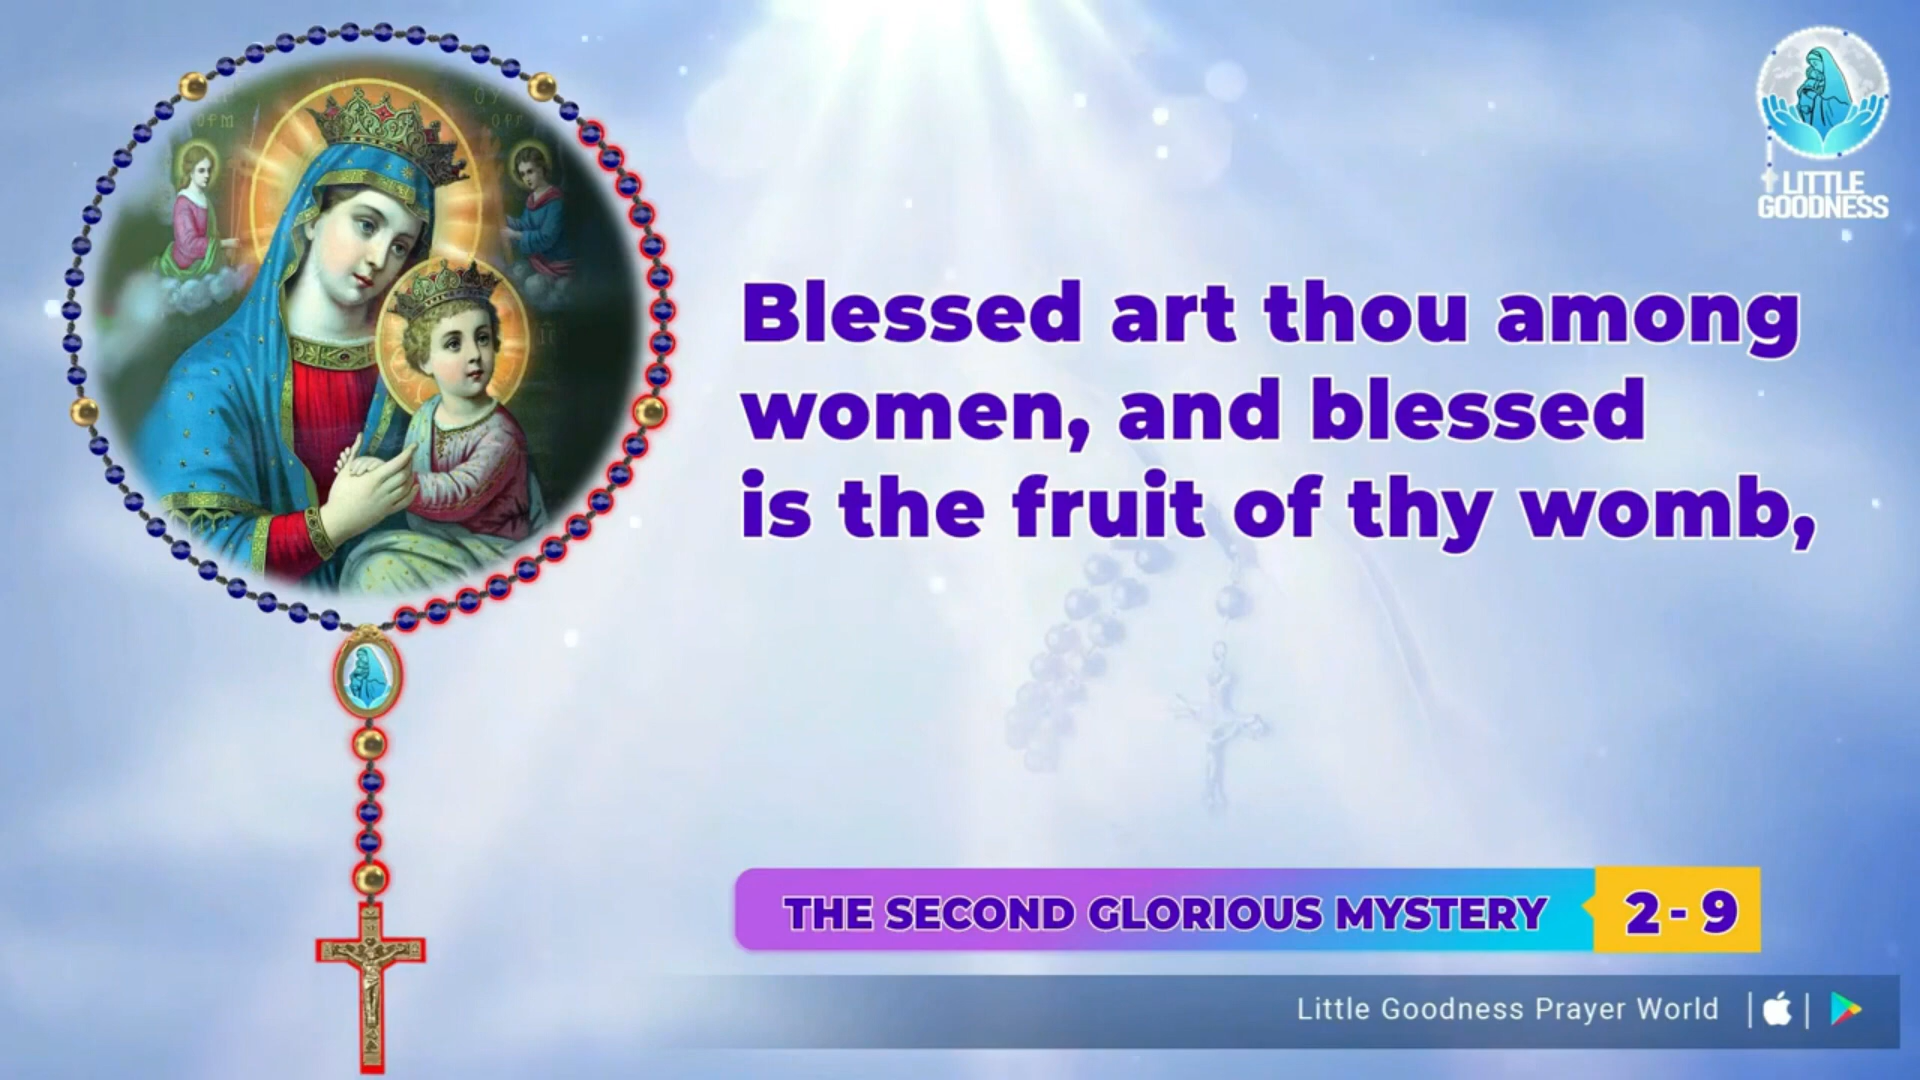 LITTLE
GOODNESS
Blessed art thou among
women, and blessed
is the fruit of thy womb,
THE SECOND GLORIOUS MYSTERY 2 - 9
Little Goodness Prayer World